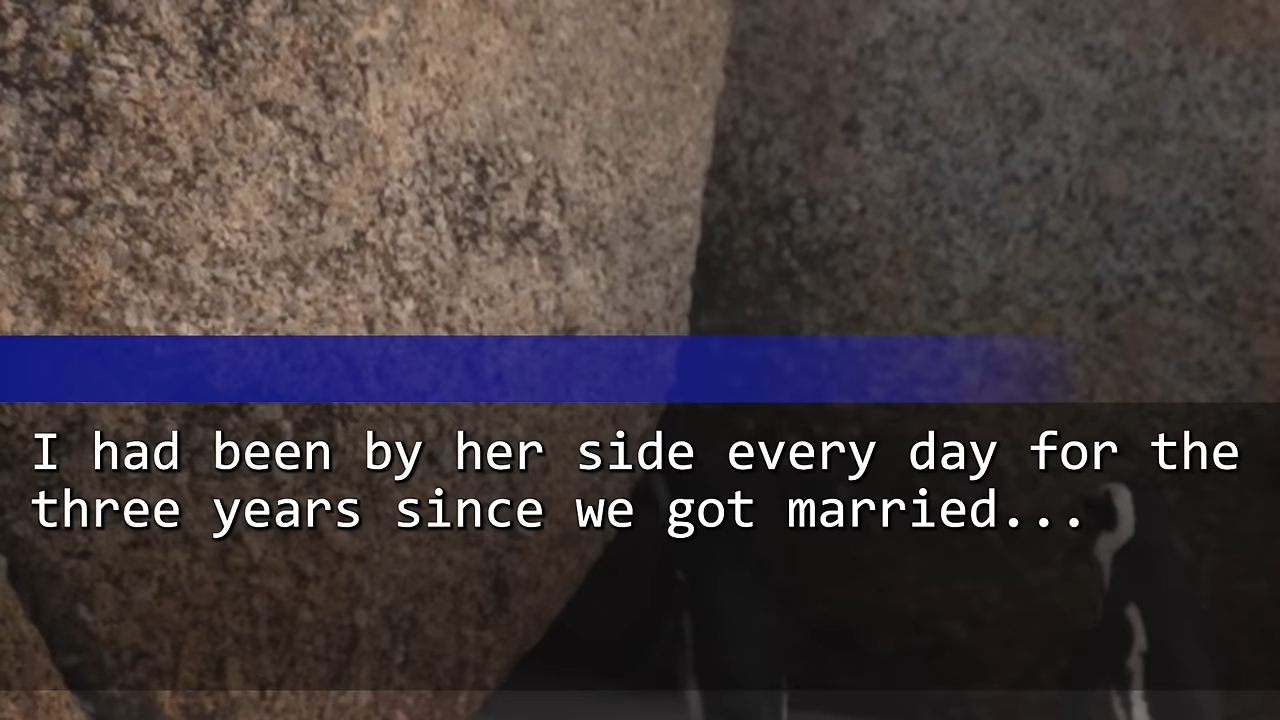 I had been by her side every day for the
three years since we got married...